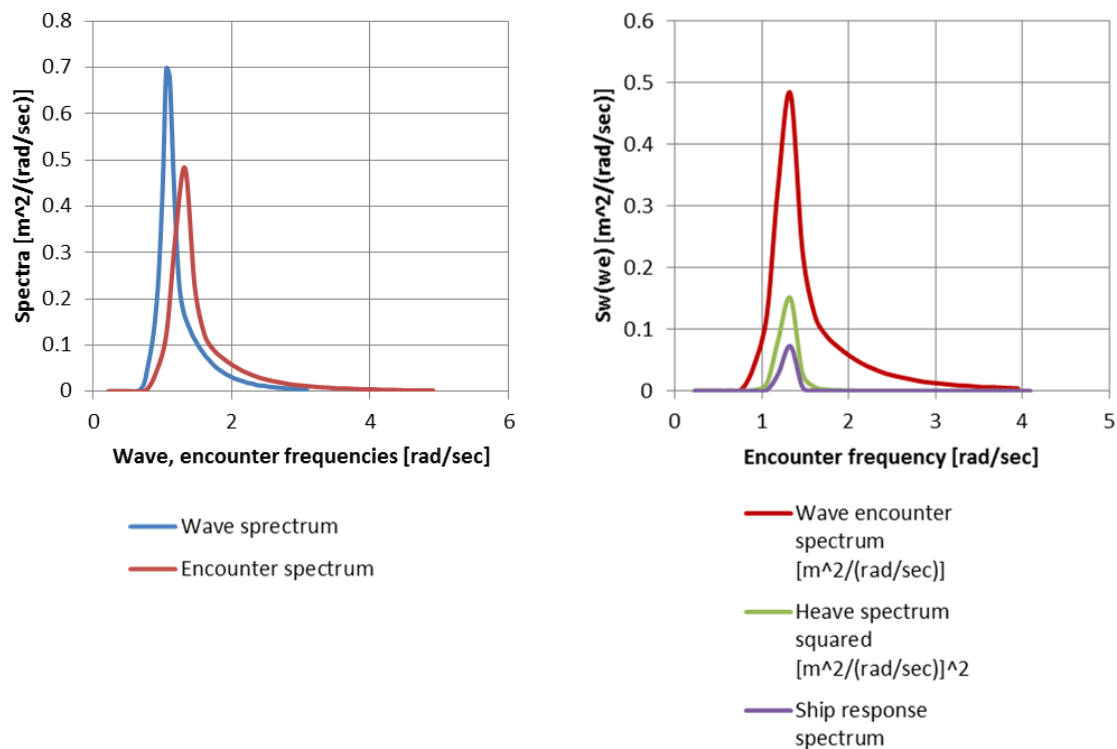 Spectra [m^2/(rad/sec)]
0.8
0.7
0.6
0.5
0.4
0.3
0.2
0.1
0
0
2
4
6
Wave, encounter frequencies [rad/sec]
Wave sprectrum
Encounter spectrum
Sw(we) [m^2/(rad/sec)]
0.6
0.5
0.4
0.3
0.2
0.1
0
0
1
2
3
4
5
Encounter frequency [rad/sec]
Wave encounter
spectrum
[m^2/(rad/sec)]
Heave spectrum
squared
[m^2/(rad/sec)]^2
Ship response
spectrum